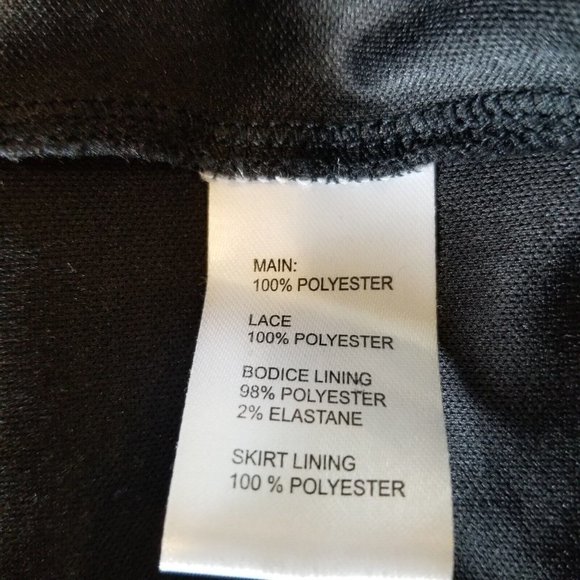 MAIN:
100% POLYESTER
LACE
100% POLYESTER
BODICE LINING
98% POLYESTER
2% ELASTANE
SKIRT LINING
100 % POLYESTER